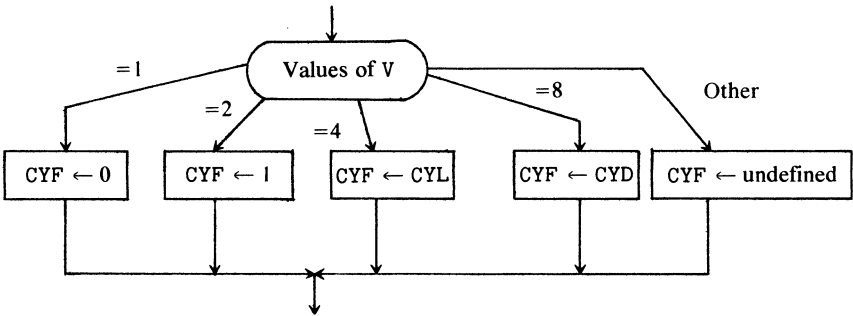 Values of V
=1
=2
=4
=8
Other
CYF ← 0
CYF ← 1
CYF ← CYL
CYF ← CYD
CYF ← undefined